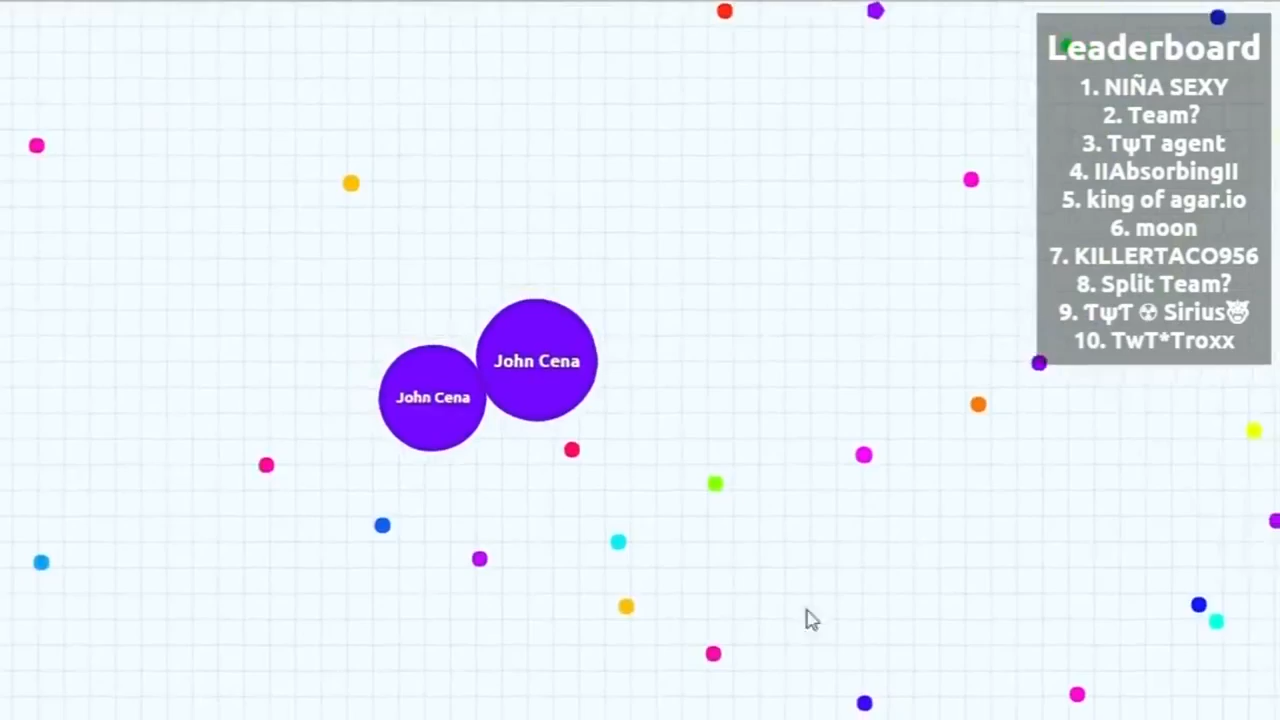 Leaderboard
1. NIÑA SEXY
2. Team?
3. TψT agent
4. IIAbsorbingII
5. king of agar.io
6. moon
7. KILLERTACO956
8. Split Team?
9. ƬψƬ ☢ Sirius👹
10. TwT*Troxx
John Cena
John Cena